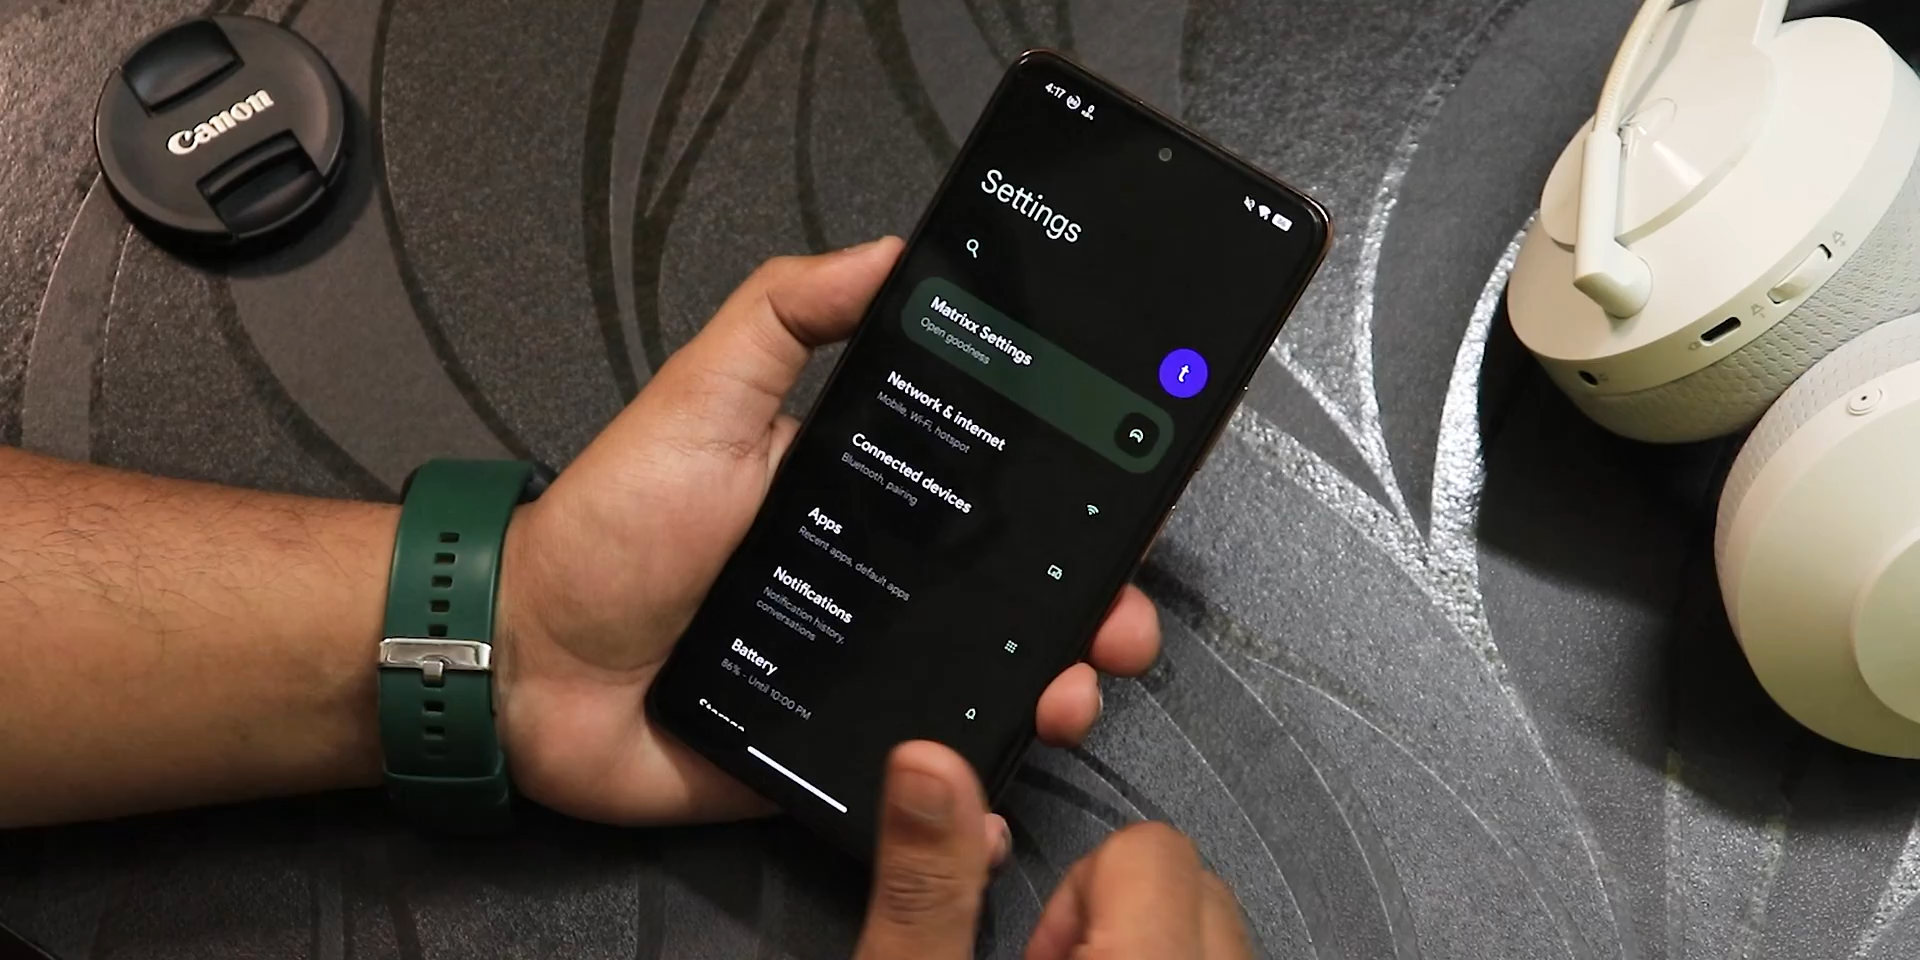 Canon
4:17
Settings
Matrixx Settings
Open goodness
t
Network & internet
Mobile, Wi-Fi, hotspot
Connected devices
Bluetooth, pairing
Apps
Recent apps, default apps
Notifications
Notification history,
conversations
Battery
86% - Until 10:00 PM
Storage